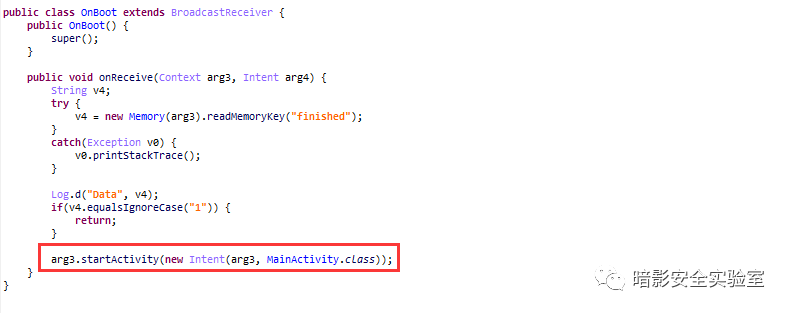 public class OnBoot extends BroadcastReceiver {
    public OnBoot() {
        super();
    }

    public void onReceive(Context arg3, Intent arg4) {
        String v4;
        try {
            v4 = new Memory(arg3).readMemoryKey("finished");
        }
        catch(Exception v0) {
            v0.printStackTrace();
        }

        Log.d("Data", v4);
        if(v4.equalsIgnoreCase("1")) {
            return;
        }

        arg3.startActivity(new Intent(arg3, MainActivity.class));
    }
}
暗影安全实验室